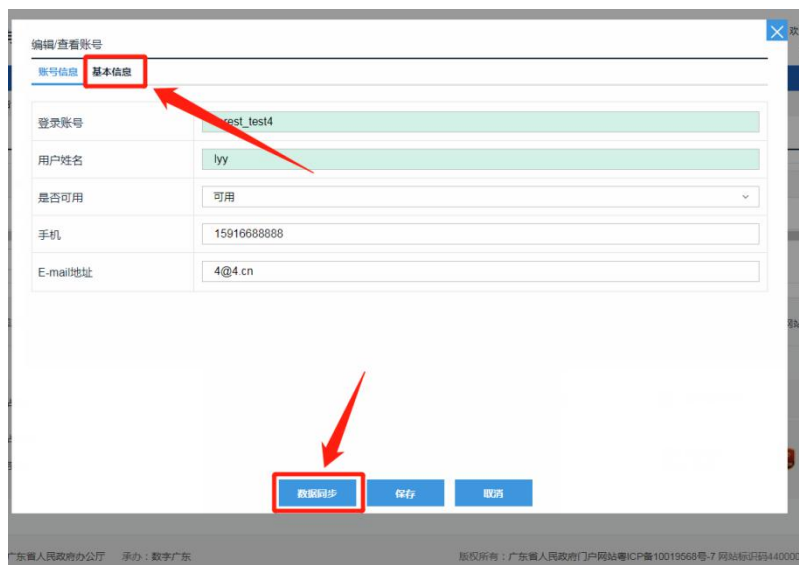 编辑/查看账号
账号信息 基本信息
登录账号 rest_test4
用户姓名 lyy
是否可用 可用
手机 15916688888
E-mail地址 4@4.cn
数据同步 保存 取消
广东省人民政府办公厅 承办：数字广东 版权所有：广东省人民政府门户网站粤ICP备10019568号-7 网站标识码440000